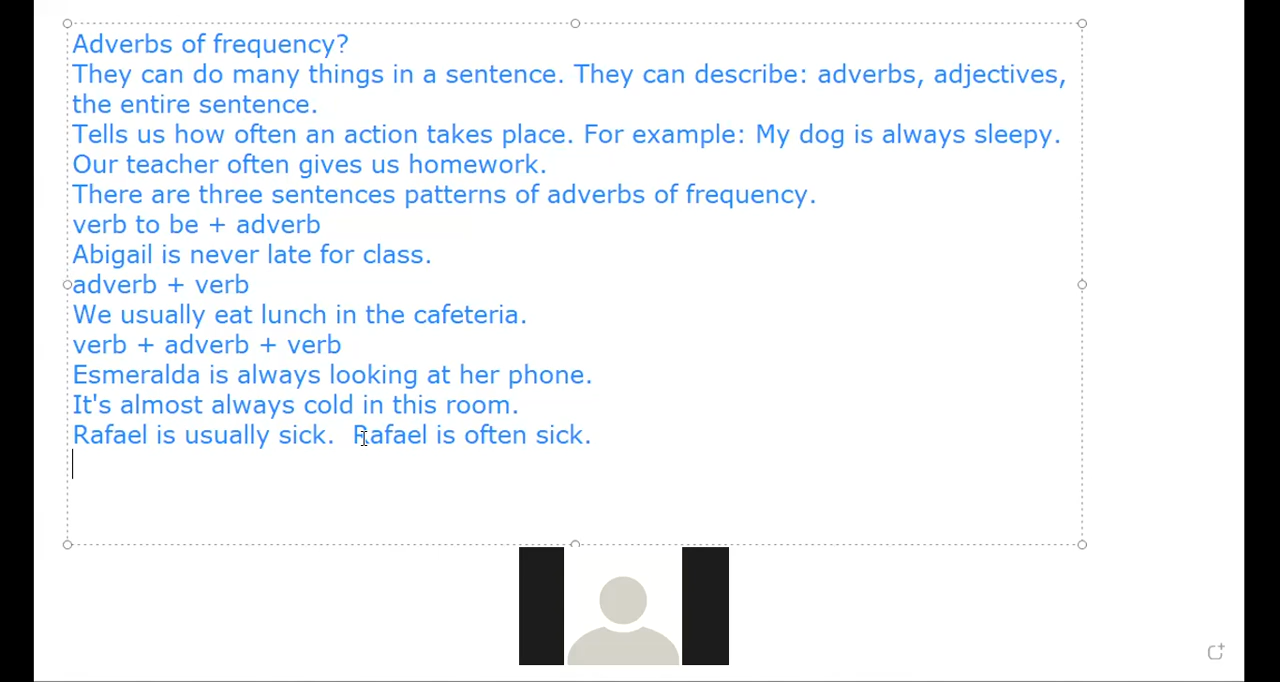 Adverbs of frequency?
They can do many things in a sentence. They can describe: adverbs, adjectives,
the entire sentence.
Tells us how often an action takes place. For example: My dog is always sleepy.
Our teacher often gives us homework.
There are three sentences patterns of adverbs of frequency.
verb to be + adverb
Abigail is never late for class.
adverb + verb
We usually eat lunch in the cafeteria.
verb + adverb + verb
Esmeralda is always looking at her phone.
It's almost always cold in this room.
Rafael is usually sick.  Rafael is often sick.